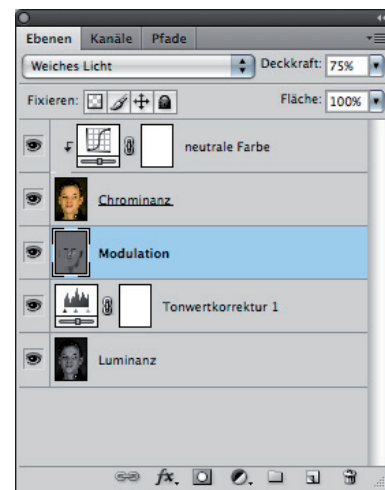 Ebenen Kanäle Pfade
Weiches Licht Deckkraft: 75%
Fixieren: Fläche: 100%
neutrale Farbe
Chrominanz
Modulation
Tonwertkorrektur 1
Luminanz
fx.